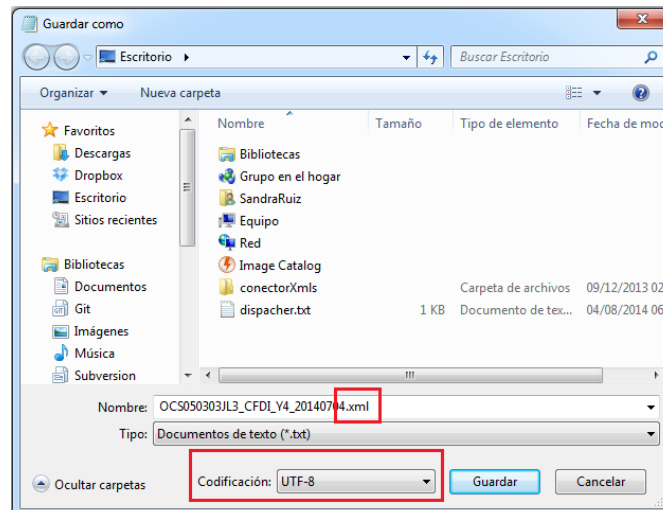 Guardar como
Escritorio
Buscar Escritorio
Organizar Nueva carpeta
Nombre Tamaño Tipo de elemento Fecha de mod
Favoritos
Descargas
Dropbox
Escritorio
Sitios recientes
Bibliotecas
Documentos
Git
Imágenes
Música
Subversion
Bibliotecas
Grupo en el hogar
SandraRuiz
Equipo
Red
Image Catalog
conectorXmls Carpeta de archivos 09/12/2013 02
dispacher.txt 1 KB Documento de tex... 04/08/2014 06
Nombre: OCS050303JL3_CFDI_Y4_20140704.xml
Tipo: Documentos de texto (*.txt)
Ocultar carpetas Codificación: UTF-8 Guardar Cancelar